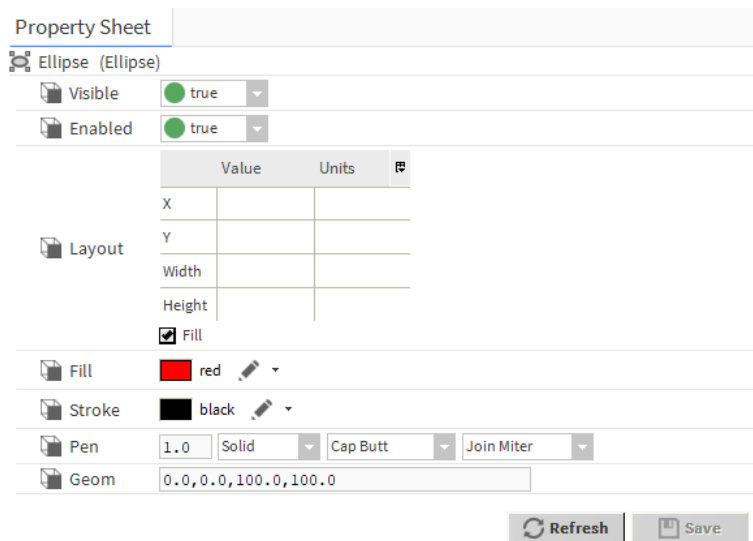 Property Sheet
Ellipse (Ellipse)
Visible true
Enabled true
Value Units
X
Y
Layout
Width
Height
Fill
Fill red
Stroke black
Pen 1.0 Solid Cap Butt Join Miter
Geom 0.0,0.0,100.0,100.0
Refresh Save